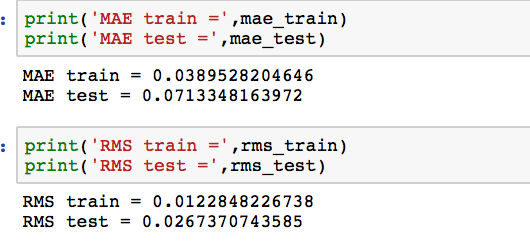 : print('MAE train =',mae_train)
print('MAE test =',mae_test)
MAE train = 0.0389528204646
MAE test = 0.0713348163972
: print('RMS train =',rms_train)
print('RMS test =',rms_test)
RMS train = 0.0122848226738
RMS test = 0.0267370743585